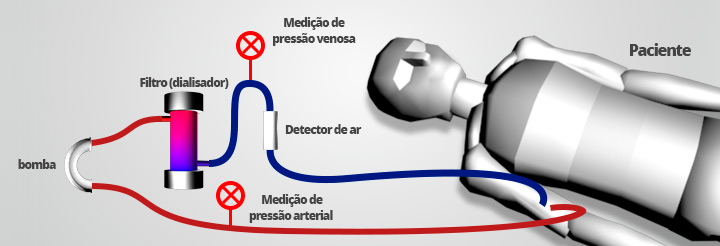 Medição de
pressão venosa
Paciente
Filtro (dialisador)
Detector de ar
bomba
Medição de
pressão arterial